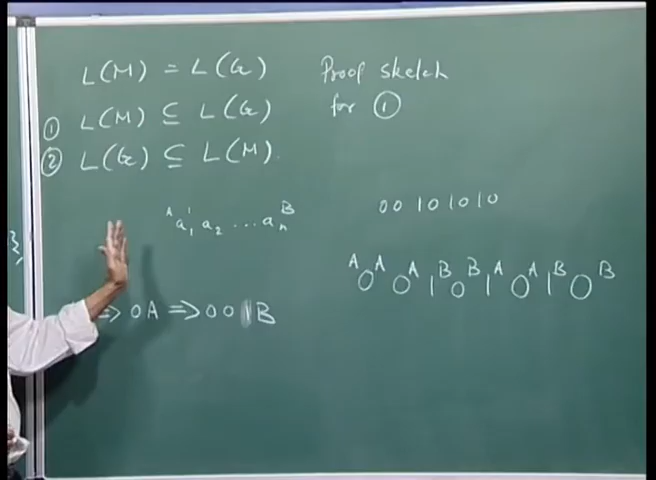 L(M) = L(G)
① L(M) ⊆ L(G)
② L(G) ⊆ L(M).
Proof sketch
for ①
A a₁ ' a₂ ... aₙ B
00 101010
A 0 A 0 A 1 B 0 B 1 A 0 A 1 B 0 B
=> 0A => 001B